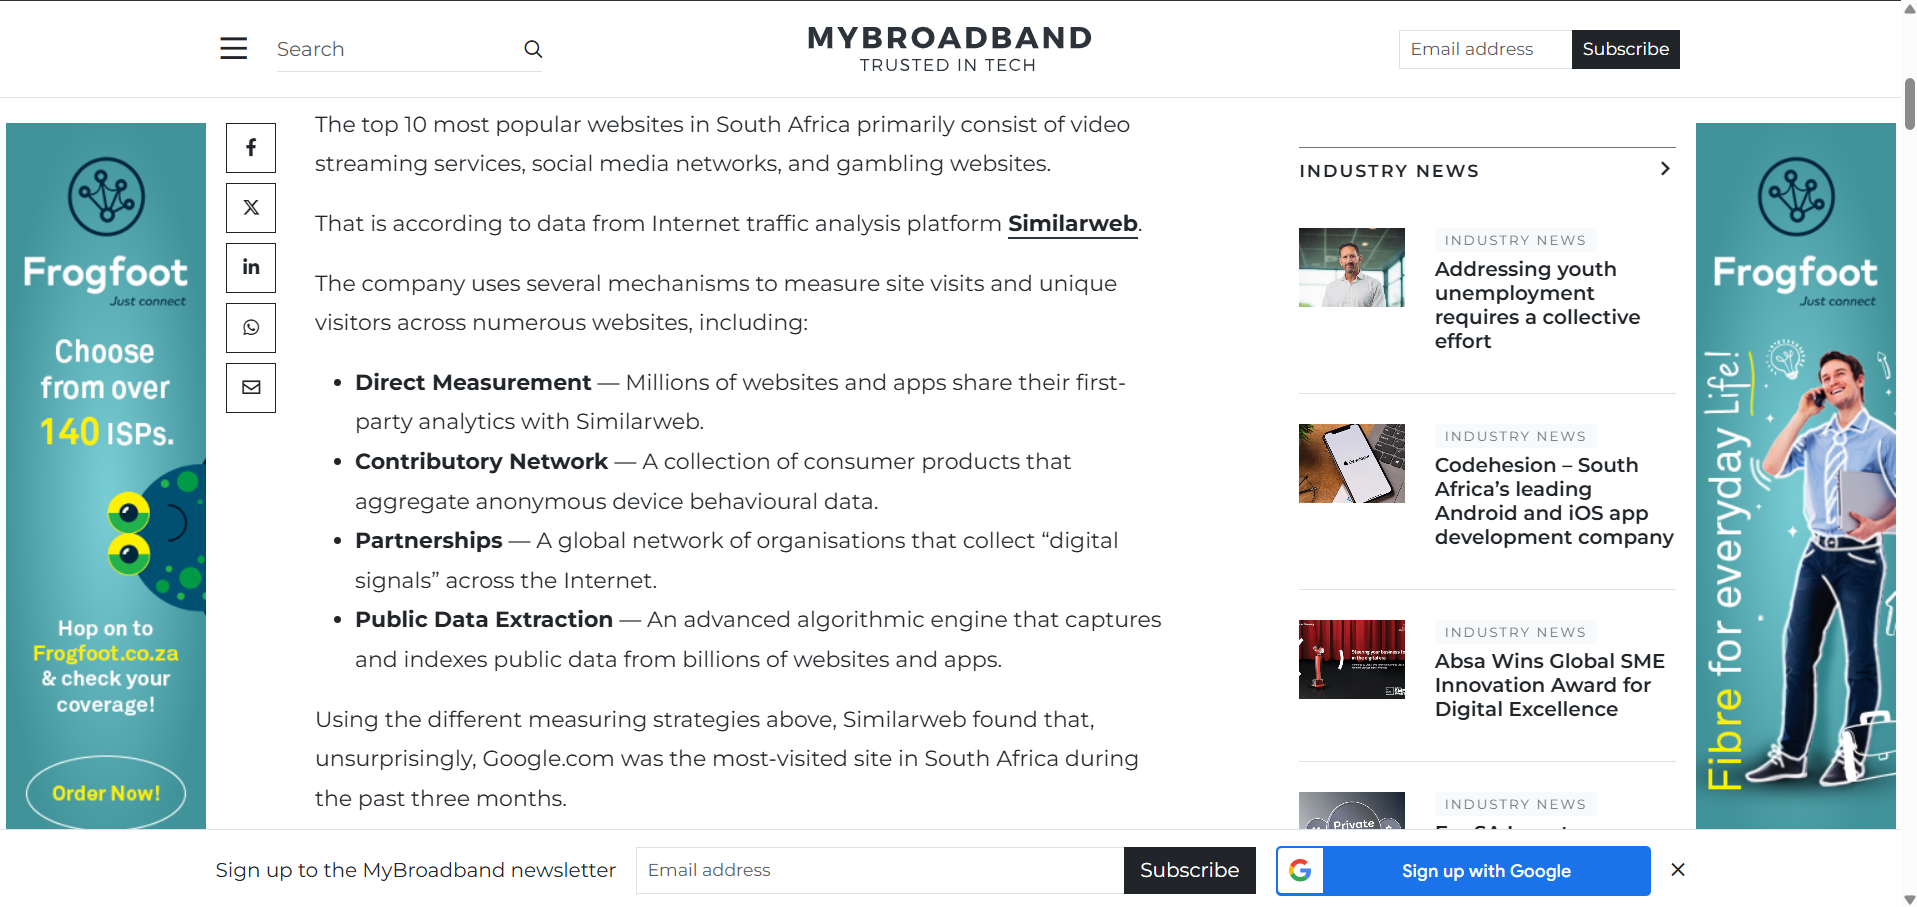 Search
MYBROADBAND
TRUSTED IN TECH
Email address
Subscribe
Frogfoot
Just connect
Choose
from over
140 ISPs.
Hop on to
Frogfoot.co.za
& check your
coverage!
Order Now!
The top 10 most popular websites in South Africa primarily consist of video
streaming services, social media networks, and gambling websites.
That is according to data from Internet traffic analysis platform Similarweb.
The company uses several mechanisms to measure site visits and unique
visitors across numerous websites, including:
• Direct Measurement — Millions of websites and apps share their first-
party analytics with Similarweb.
• Contributory Network — A collection of consumer products that
aggregate anonymous device behavioural data.
• Partnerships — A global network of organisations that collect “digital
signals” across the Internet.
• Public Data Extraction — An advanced algorithmic engine that captures
and indexes public data from billions of websites and apps.
Using the different measuring strategies above, Similarweb found that,
unsurprisingly, Google.com was the most-visited site in South Africa during
the past three months.
INDUSTRY NEWS
INDUSTRY NEWS
Addressing youth
unemployment
requires a collective
effort
INDUSTRY NEWS
Codehesion – South
Africa’s leading
Android and iOS app
development company
INDUSTRY NEWS
Absa Wins Global SME
Innovation Award for
Digital Excellence
INDUSTRY NEWS
Private
Frogfoot
Just connect
Fibre for everyday Life!
Sign up to the MyBroadband newsletter
Email address
Subscribe
Sign up with Google